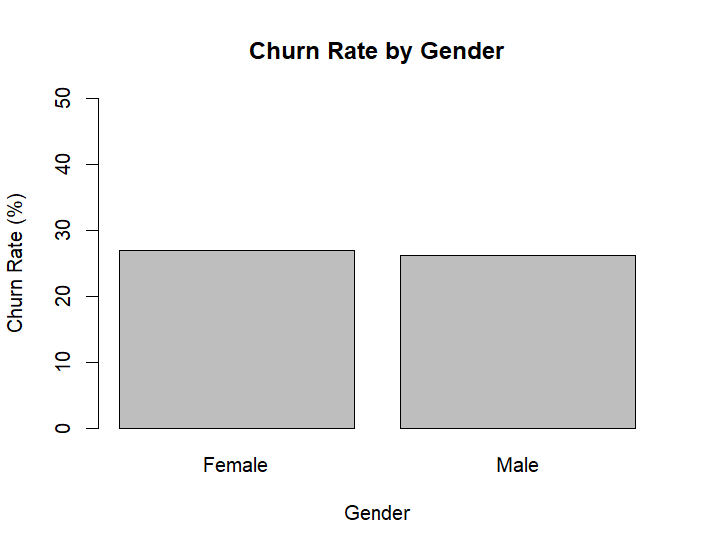 Churn Rate by Gender
Churn Rate (%)
50
40
30
20
10
0
Female
Male
Gender